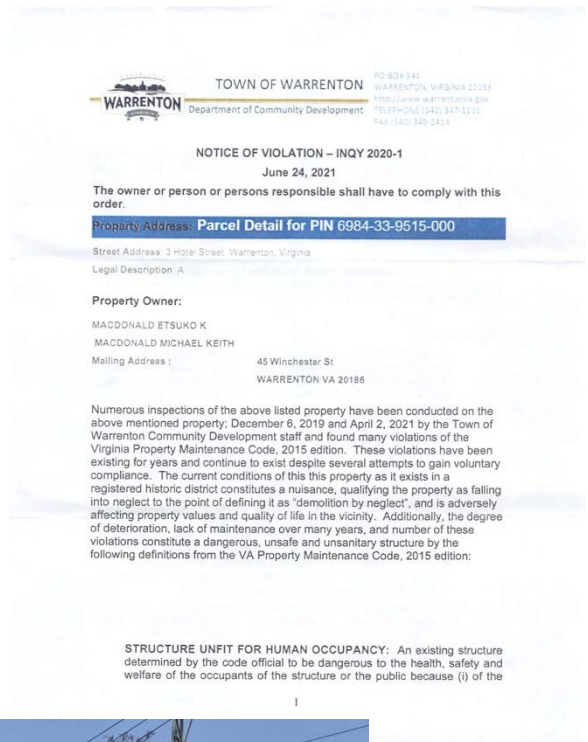 WARRENTON
VIRGINIA
TOWN OF WARRENTON
Department of Community Development
PO BOX 341
WARRENTON, VIRGINIA 20188
http://www.warrentonva.gov
TELEPHONE (540) 347-1101
FAX (540) 349-2414
NOTICE OF VIOLATION – INQY 2020-1
June 24, 2021
The owner or person or persons responsible shall have to comply with this
order.
Property Address: Parcel Detail for PIN 6984-33-9515-000
Street Address: 3 Hotel Street, Warrenton, Virginia
Legal Description: A
Property Owner:
MACDONALD ETSUKO K
MACDONALD MICHAEL KEITH
Mailing Address : 45 Winchester St
WARRENTON VA 20186
Numerous inspections of the above listed property have been conducted on the
above mentioned property; December 6, 2019 and April 2, 2021 by the Town of
Warrenton Community Development staff and found many violations of the
Virginia Property Maintenance Code, 2015 edition. These violations have been
existing for years and continue to exist despite several attempts to gain voluntary
compliance. The current conditions of this this property as it exists in a
registered historic district constitutes a nuisance, qualifying the property as falling
into neglect to the point of defining it as “demolition by neglect”, and is adversely
affecting property values and quality of life in the vicinity. Additionally, the degree
of deterioration, lack of maintenance over many years, and number of these
violations constitute a dangerous, unsafe and unsanitary structure by the
following definitions from the VA Property Maintenance Code, 2015 edition:
STRUCTURE UNFIT FOR HUMAN OCCUPANCY: An existing structure
determined by the code official to be dangerous to the health, safety and
welfare of the occupants of the structure or the public because (i) of the
1